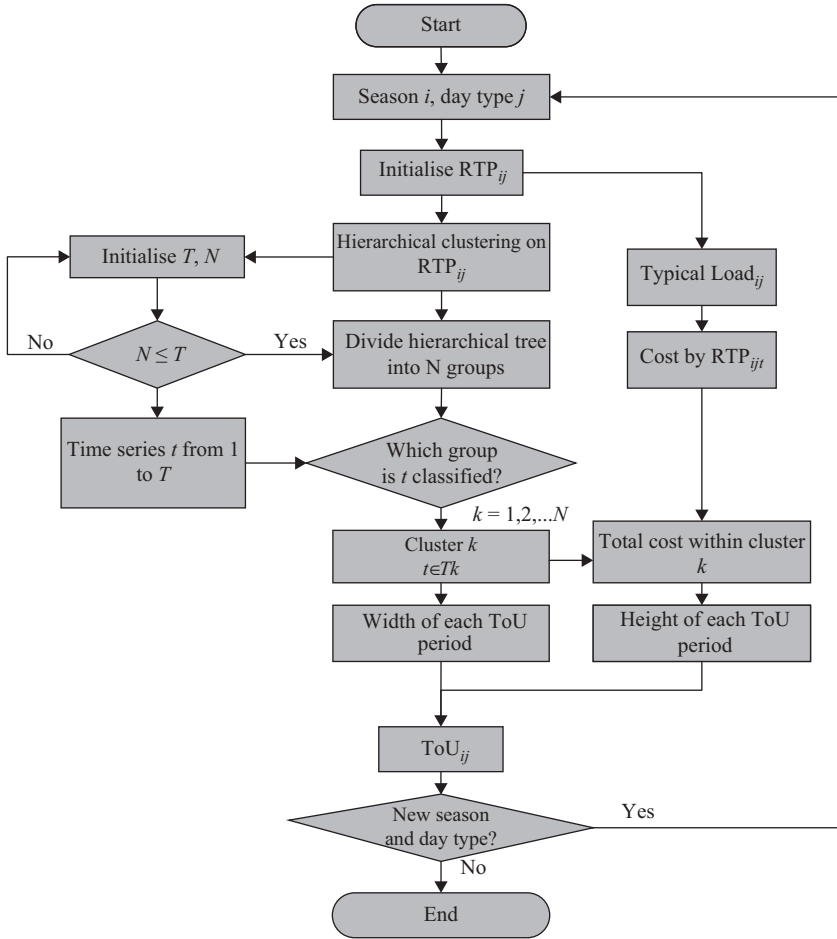 Start
Season i, day type j
Initialise RTPij
Hierarchical clustering on
RTPij
Initialise T, N
Typical Loadij
No
N ≤ T
Yes
Divide hierarchical tree
into N groups
Cost by RTPijt
Time series t from 1
to T
Which group
is t classified?
k = 1,2,...N
Cluster k
t∈Tk
Total cost within cluster
k
Width of each ToU
period
Height of each ToU
period
ToUij
New season
and day type?
Yes
No
End